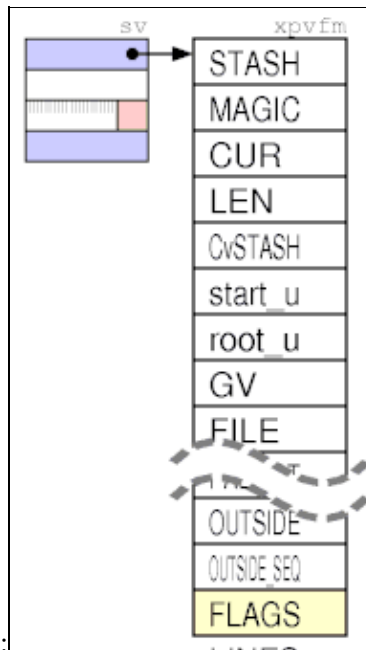 sv
xpvfm
STASH
MAGIC
CUR
LEN
CvSTASH
start_u
root_u
GV
FILE
OUTSIDE
OUTSIDE_SEQ
FLAGS